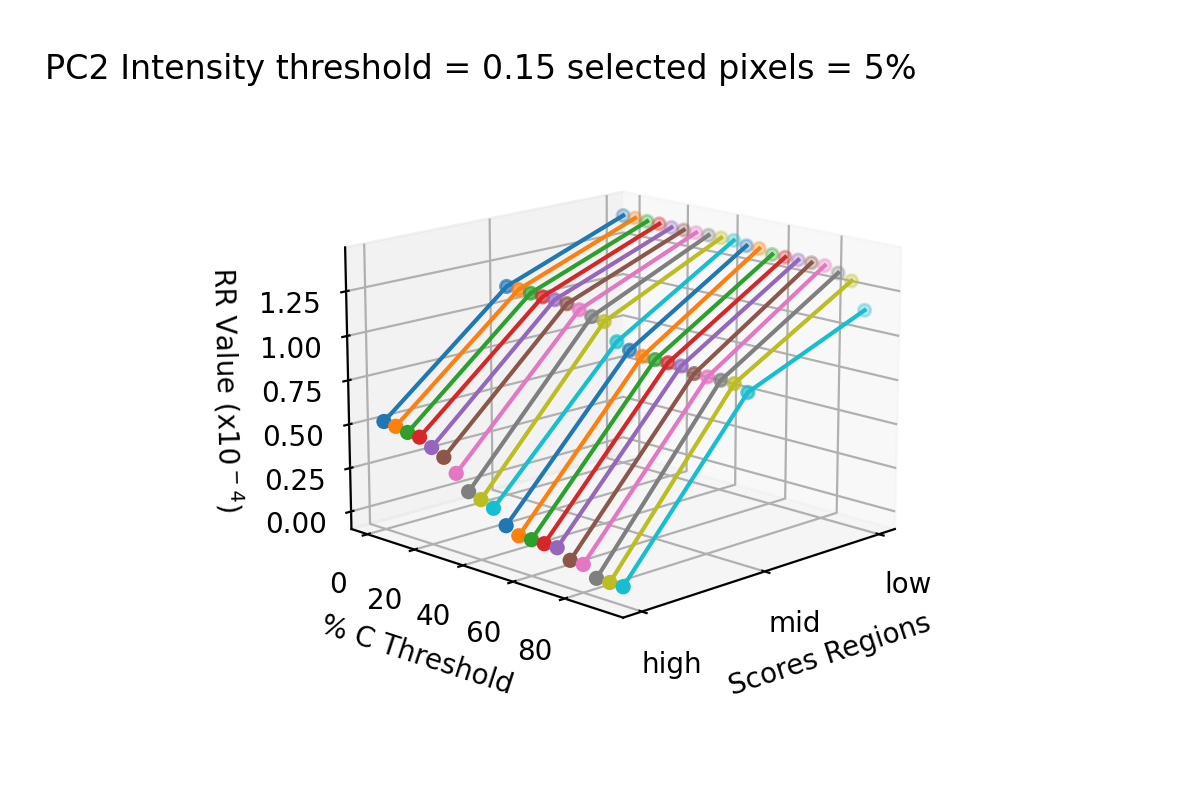 PC2 Intensity threshold = 0.15 selected pixels = 5%
RR Value (x10⁻⁴)
1.25
1.00
0.75
0.50
0.25
0.00
0
20
40
60
80
% C Threshold
high
mid
low
Scores Regions